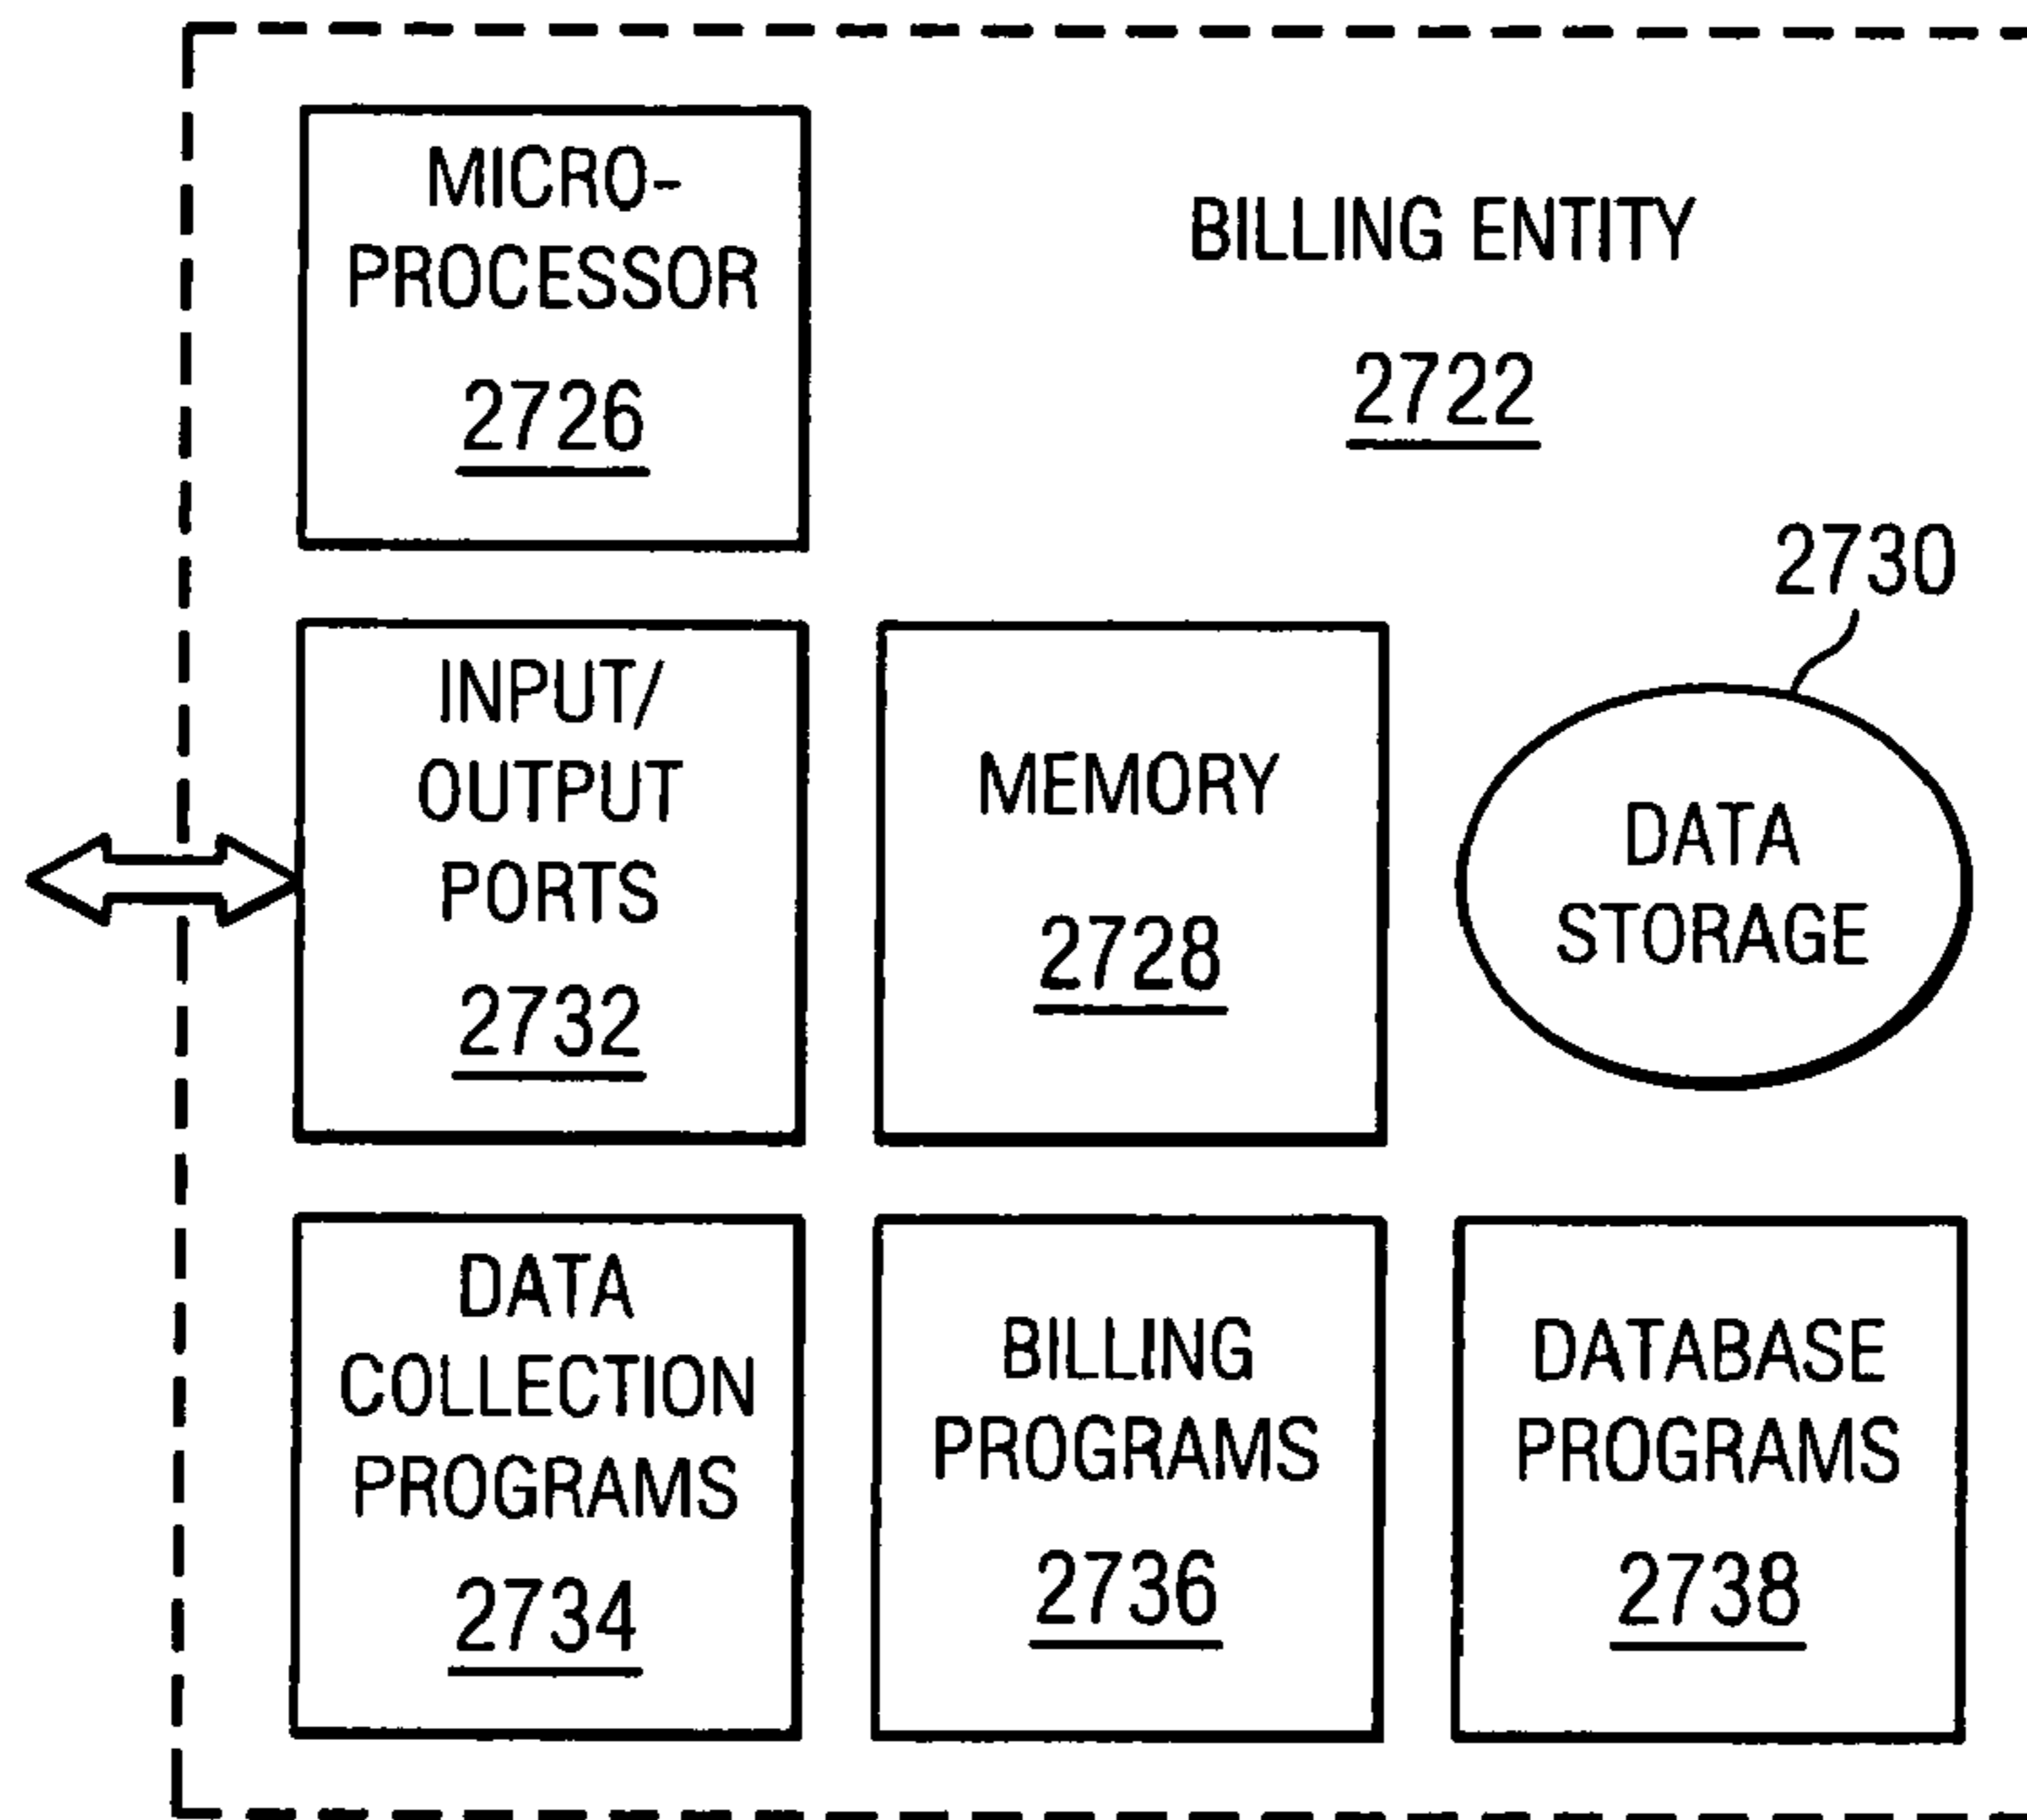 MICRO-
PROCESSOR
2726
BILLING ENTITY
2722
INPUT/
OUTPUT
PORTS
2732
MEMORY
2728
2730
DATA
STORAGE
DATA
COLLECTION
PROGRAMS
2734
BILLING
PROGRAMS
2736
DATABASE
PROGRAMS
2738